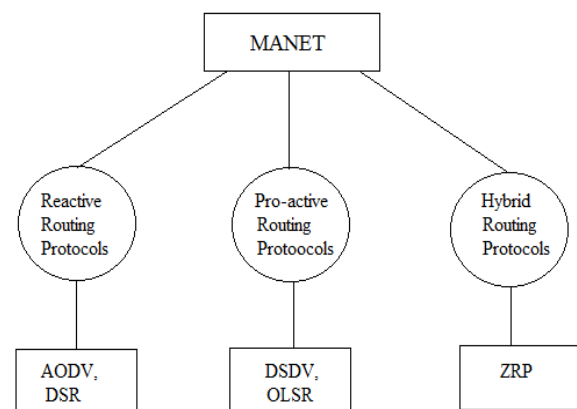 MANET
Reactive
Routing
Protocols
Pro-active
Routing
Protoocols
Hybrid
Routing
Protocols
AODV,
DSR
DSDV,
OLSR
ZRP